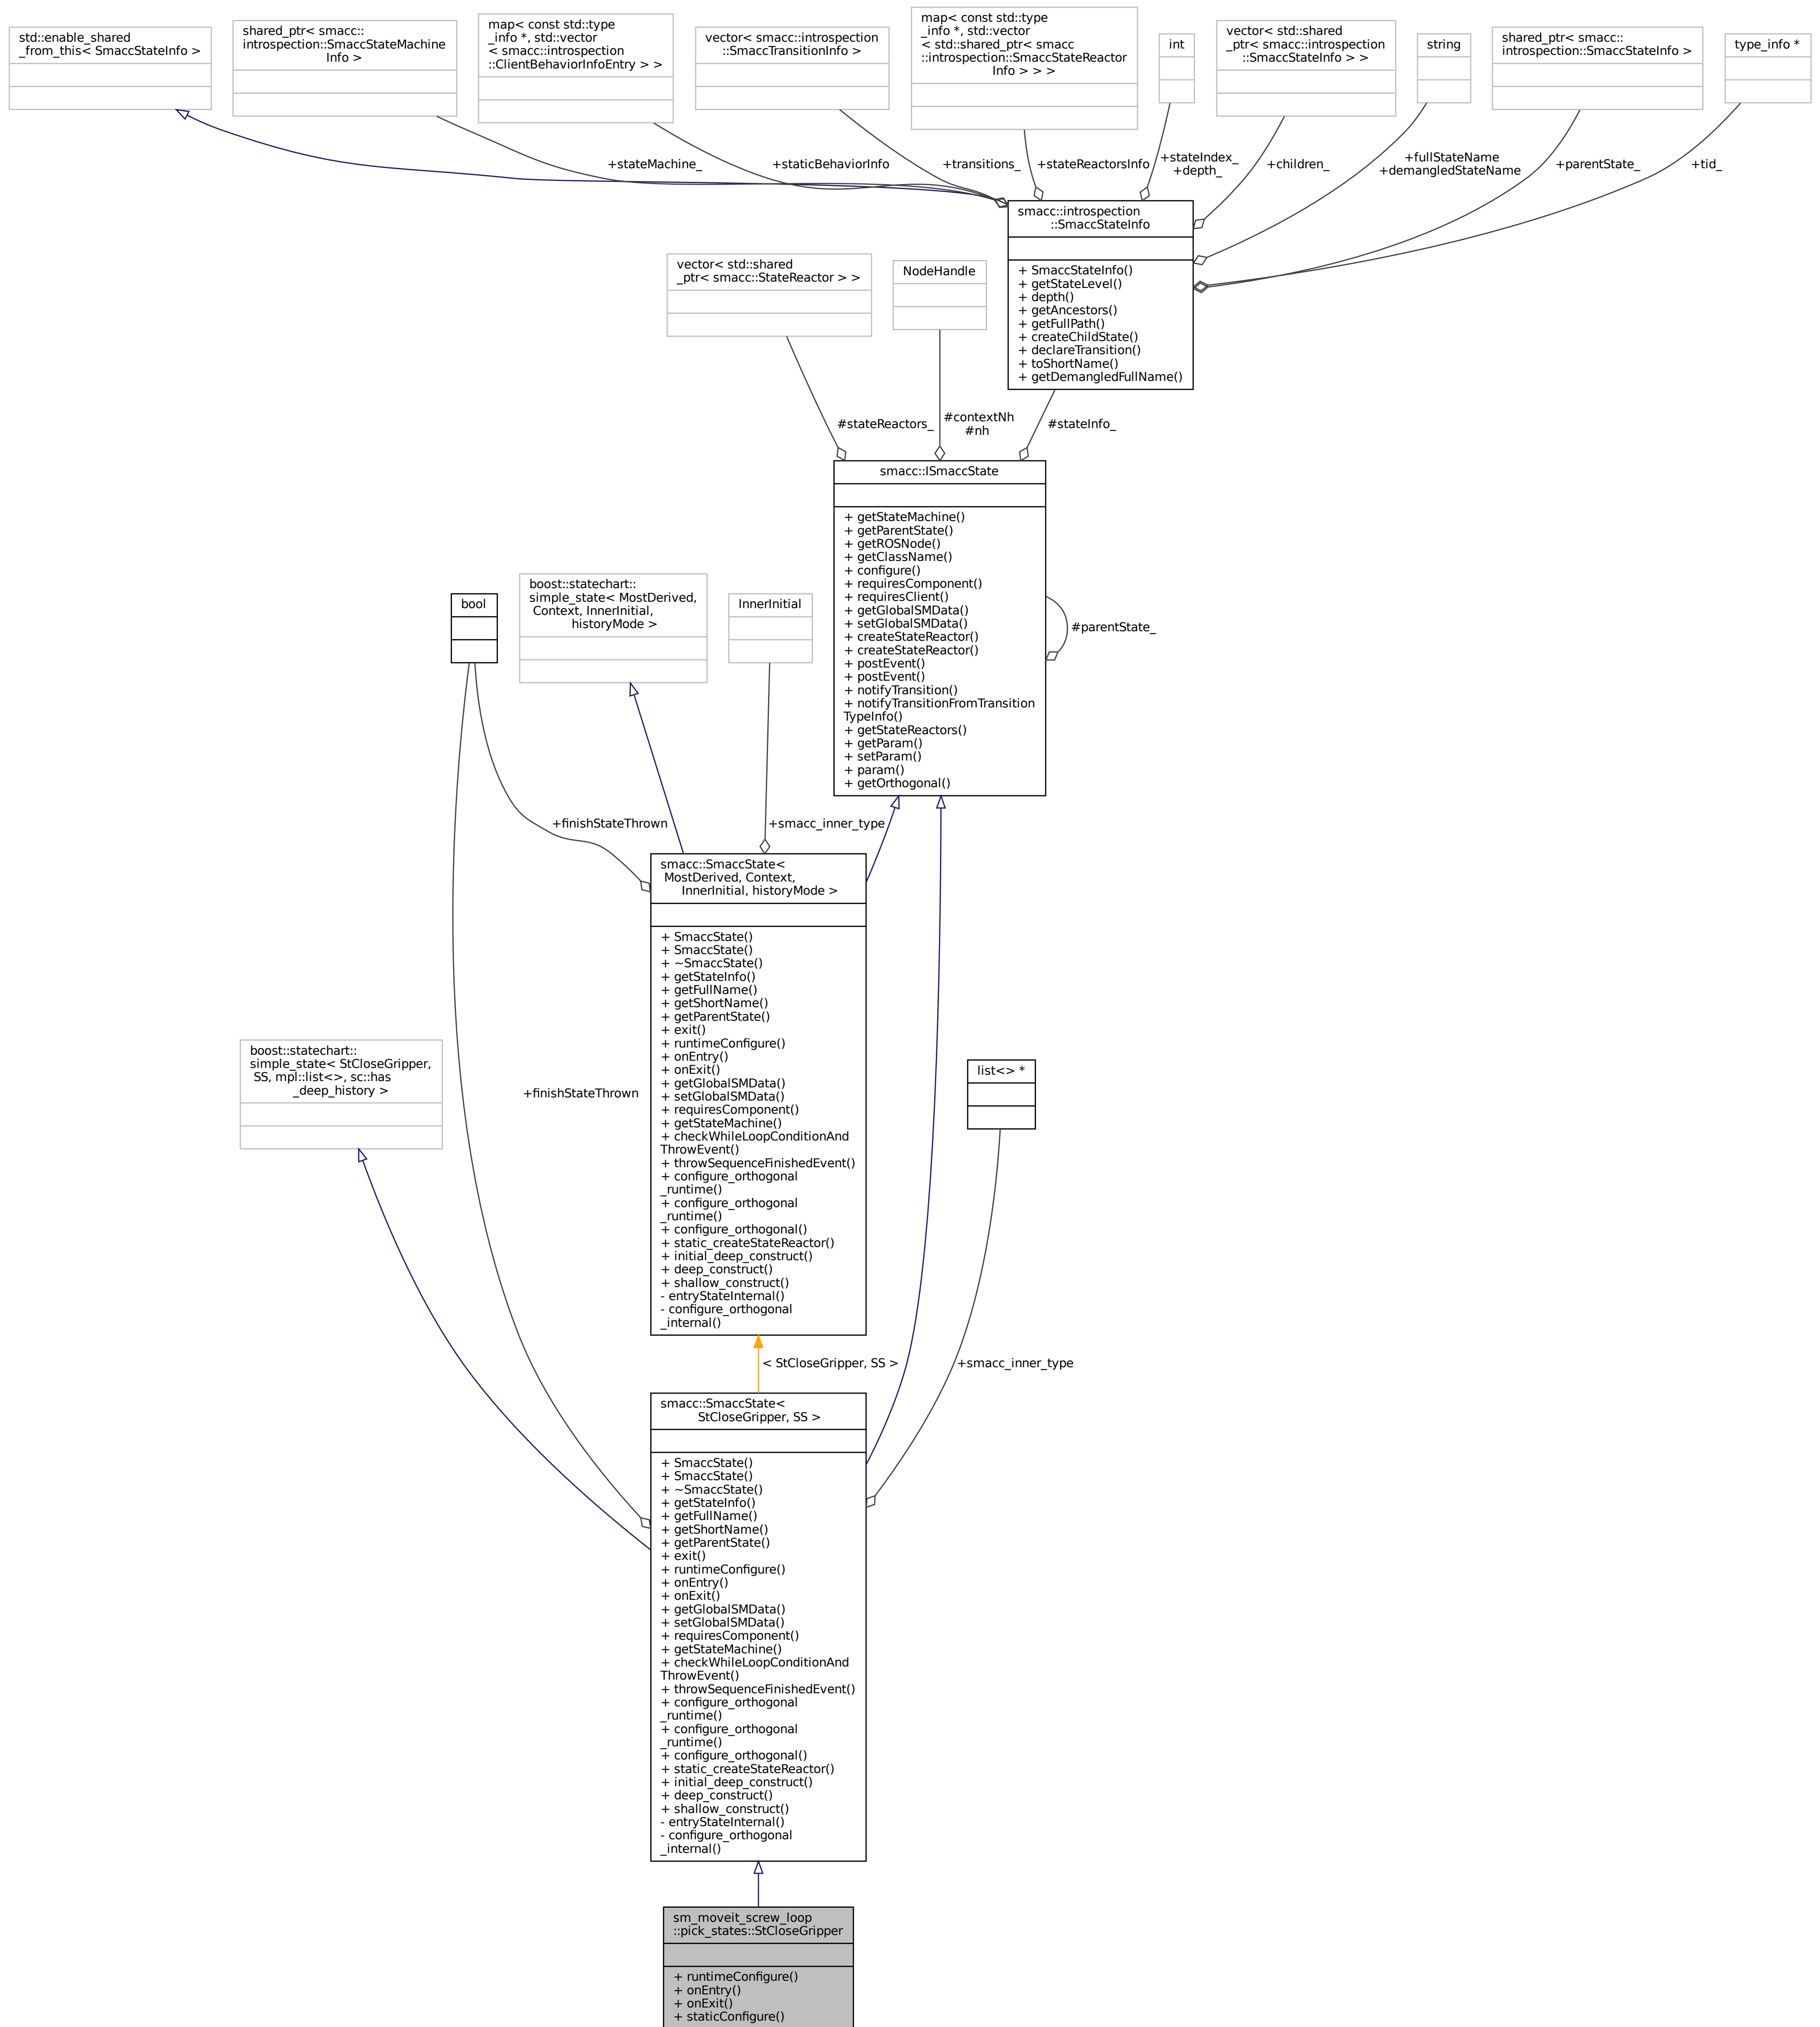 std::enable_shared
_from_this< SmaccStateInfo >
shared_ptr< smacc::
introspection::SmaccStateMachine
Info >
map< const std::type
_info *, std::vector
< smacc::introspection
::ClientBehaviorInfoEntry > >
vector< smacc::introspection
::SmaccTransitionInfo >
map< const std::type
_info *, std::vector
< std::shared_ptr< smacc
::introspection::SmaccStateReactor
Info > > >
int
vector< std::shared
_ptr< smacc::introspection
::SmaccStateInfo > >
string
shared_ptr< smacc::
introspection::SmaccStateInfo >
type_info *
+stateMachine_
+staticBehaviorInfo
+transitions_
+stateReactorsInfo
+stateIndex_
+depth_
+children_
+fullStateName
+demangledStateName
+parentState_
+tid_
smacc::introspection
::SmaccStateInfo
+ SmaccStateInfo()
+ getStateLevel()
+ depth()
+ getAncestors()
+ getFullPath()
+ createChildState()
+ declareTransition()
+ toShortName()
+ getDemangledFullName()
vector< std::shared
_ptr< smacc::StateReactor > >
NodeHandle
#stateReactors_
#contextNh
#nh
#stateInfo_
smacc::ISmaccState
+ getStateMachine()
+ getParentState()
+ getROSNode()
+ getClassName()
+ configure()
+ requiresComponent()
+ requiresClient()
+ getGlobalSMData()
+ setGlobalSMData()
+ createStateReactor()
+ createStateReactor()
+ postEvent()
+ postEvent()
+ notifyTransition()
+ notifyTransitionFromTransition
TypeInfo()
+ getStateReactors()
+ getParam()
+ setParam()
+ param()
+ getOrthogonal()
#parentState_
bool
boost::statechart::
simple_state< MostDerived,
Context, InnerInitial,
historyMode >
InnerInitial
+finishStateThrown
+smacc_inner_type
smacc::SmaccState<
MostDerived, Context,
InnerInitial, historyMode >
+ SmaccState()
+ SmaccState()
+ ~SmaccState()
+ getStateInfo()
+ getFullName()
+ getShortName()
+ getParentState()
+ exit()
+ runtimeConfigure()
+ onEntry()
+ onExit()
+ getGlobalSMData()
+ setGlobalSMData()
+ requiresComponent()
+ getStateMachine()
+ checkWhileLoopConditionAnd
ThrowEvent()
+ throwSequenceFinishedEvent()
+ configure_orthogonal
_runtime()
+ configure_orthogonal
_runtime()
+ configure_orthogonal()
+ static_createStateReactor()
+ initial_deep_construct()
+ deep_construct()
+ shallow_construct()
- entryStateInternal()
- configure_orthogonal
_internal()
boost::statechart::
simple_state< StCloseGripper,
SS, mpl::list<>, sc::has
_deep_history >
+finishStateThrown
list<> *
< StCloseGripper, SS >
+smacc_inner_type
smacc::SmaccState<
StCloseGripper, SS >
+ SmaccState()
+ SmaccState()
+ ~SmaccState()
+ getStateInfo()
+ getFullName()
+ getShortName()
+ getParentState()
+ exit()
+ runtimeConfigure()
+ onEntry()
+ onExit()
+ getGlobalSMData()
+ setGlobalSMData()
+ requiresComponent()
+ getStateMachine()
+ checkWhileLoopConditionAnd
ThrowEvent()
+ throwSequenceFinishedEvent()
+ configure_orthogonal
_runtime()
+ configure_orthogonal
_runtime()
+ configure_orthogonal()
+ static_createStateReactor()
+ initial_deep_construct()
+ deep_construct()
+ shallow_construct()
- entryStateInternal()
- configure_orthogonal
_internal()
sm_moveit_screw_loop
::pick_states::StCloseGripper
+ runtimeConfigure()
+ onEntry()
+ onExit()
+ staticConfigure()